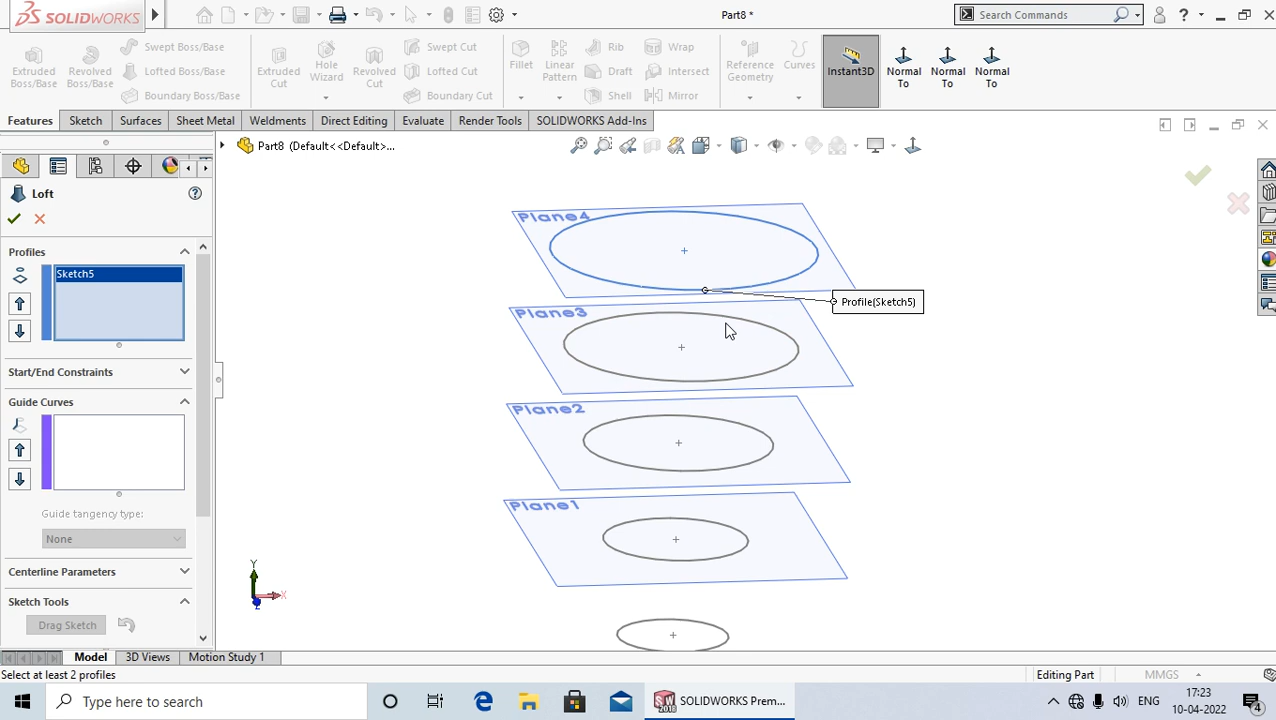 SOLIDWORKS
Part8 *
Search Commands
Extruded Boss/Base
Revolved Boss/Base
Swept Boss/Base
Lofted Boss/Base
Boundary Boss/Base
Extruded Cut
Hole Wizard
Revolved Cut
Swept Cut
Lofted Cut
Boundary Cut
Fillet
Linear Pattern
Rib
Draft
Shell
Wrap
Intersect
Mirror
Reference Geometry
Curves
Instant3D
Normal To
Normal To
Normal To
Features Sketch Surfaces Sheet Metal Weldments Direct Editing Evaluate Render Tools SOLIDWORKS Add-Ins
Part8 (Default<<Default>...
Loft
Profiles
Sketch5
Start/End Constraints
Guide Curves
Guide tangency type:
None
Centerline Parameters
Sketch Tools
Drag Sketch
Plane4
Profile(Sketch5)
Plane3
Plane2
Plane1
Y
X
Z
Model 3D Views Motion Study 1
Select at least 2 profiles
Editing Part
MMGS
Type here to search
SW 2018
SOLIDWORKS Prem...
ENG
17:23
10-04-2022
4